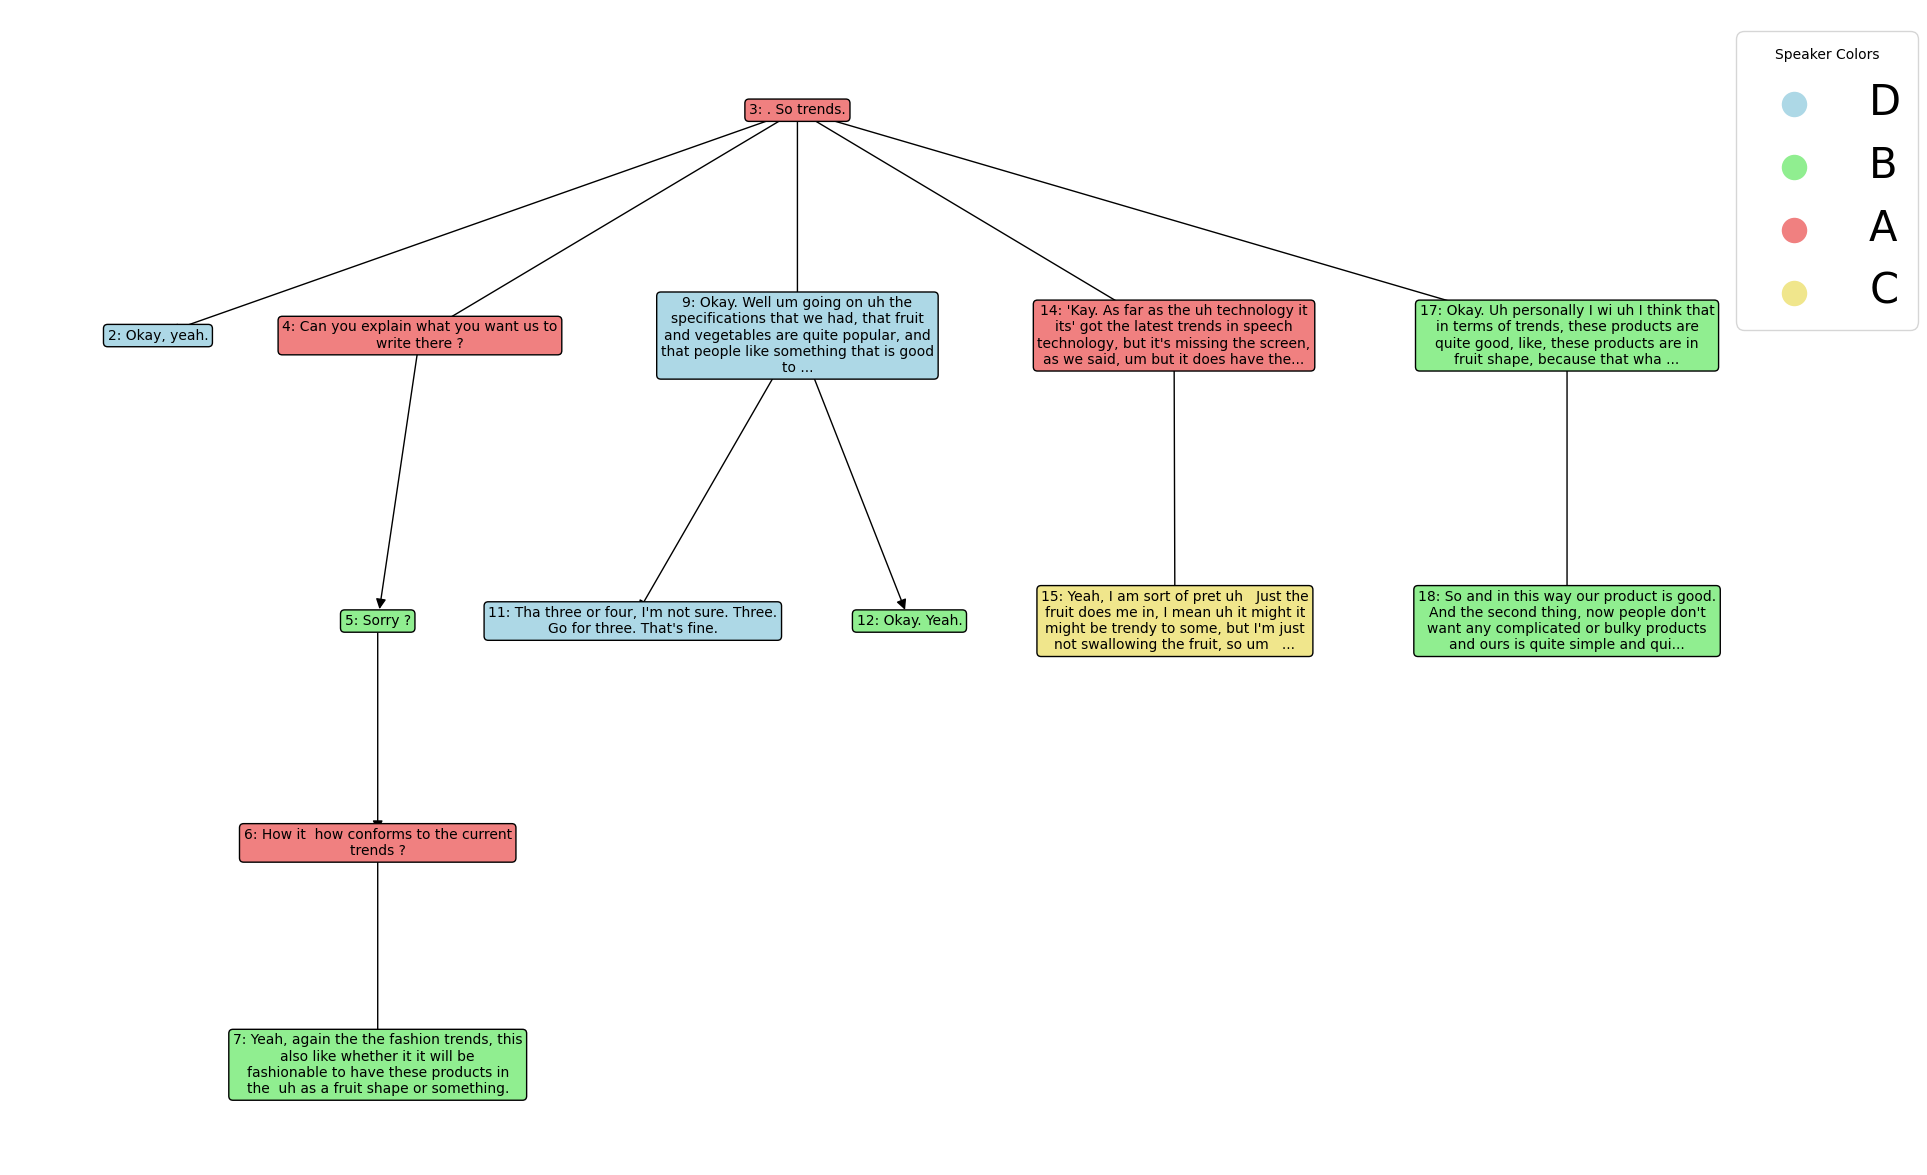 Speaker Colors
D
B
A
C
3: . So trends.
2: Okay, yeah.
4: Can you explain what you want us to
write there ?
9: Okay. Well um going on uh the
specifications that we had, that fruit
and vegetables are quite popular, and
that people like something that is good
to ...
14: 'Kay. As far as the uh technology it
its' got the latest trends in speech
technology, but it's missing the screen,
as we said, um but it does have the...
17: Okay. Uh personally I wi uh I think that
in terms of trends, these products are
quite good, like, these products are in
fruit shape, because that wha ...
5: Sorry ?
11: Tha three or four, I'm not sure. Three.
Go for three. That's fine.
12: Okay. Yeah.
15: Yeah, I am sort of pret uh   Just the
fruit does me in, I mean uh it might it
might be trendy to some, but I'm just
not swallowing the fruit, so um   ...
18: So and in this way our product is good.
And the second thing, now people don't
want any complicated or bulky products
and ours is quite simple and qui...
6: How it  how conforms to the current
trends ?
7: Yeah, again the the fashion trends, this
also like whether it it will be
fashionable to have these products in
the  uh as a fruit shape or something.